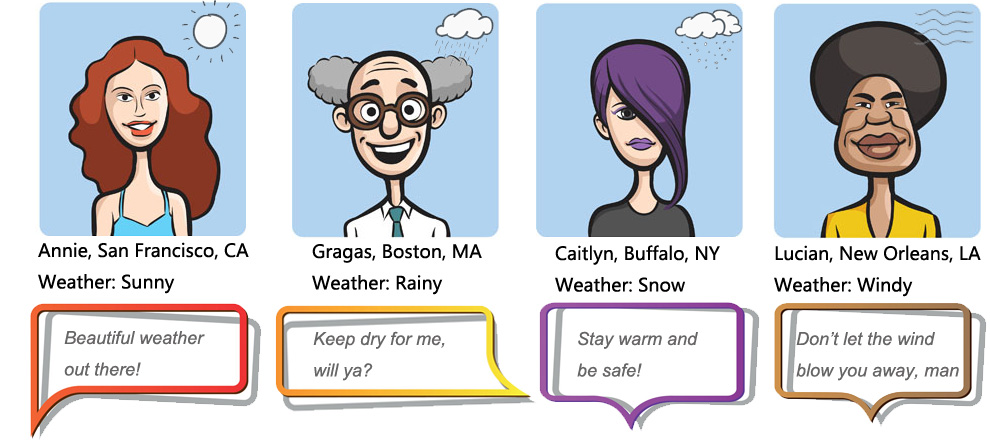 Annie, San Francisco, CA
Weather: Sunny
Beautiful weather
out there!
Gragas, Boston, MA
Weather: Rainy
Keep dry for me,
will ya?
Caitlyn, Buffalo, NY
Weather: Snow
Stay warm and
be safe!
Lucian, New Orleans, LA
Weather: Windy
Don't let the wind
blow you away, man